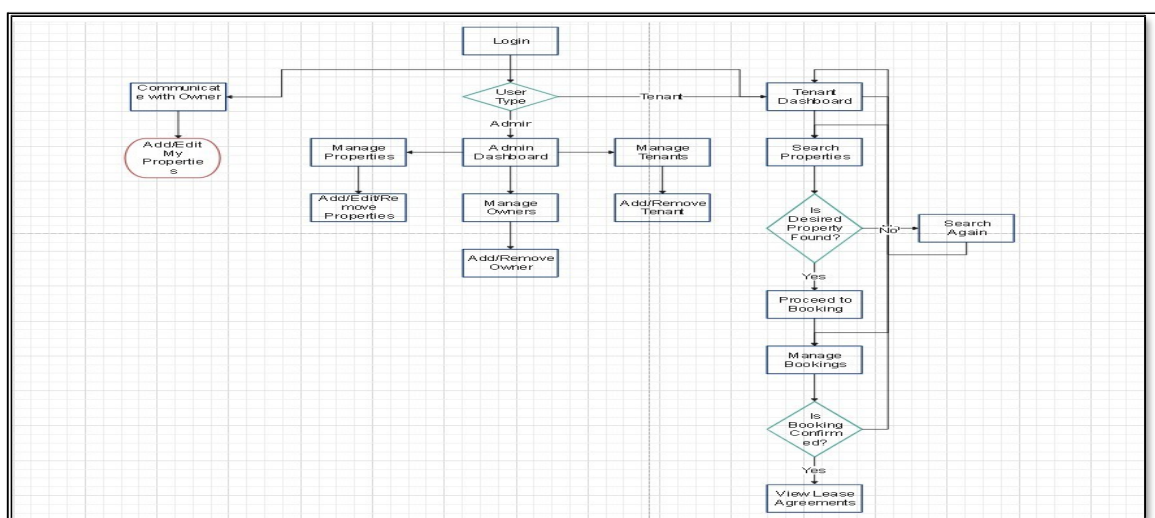 Login
Communicat
e with Owner
User
Type
Tenant
Tenant
Dashboard
Admir
Add/Edit
My
Propertie
s
Manage
Properties
Admin
Dashboard
Manage
Tenants
Search
Properties
Add/Edit/Re
move
Properties
Manage
Owners
Add/Remove
Tenant
Is
Desired
Property
Found?
No
Search
Again
Add/Remove
Owner
Yes
Proceed to
Booking
Manage
Bookings
Is
Booking
Confirm
ed?
Yes
View Lease
Agreements